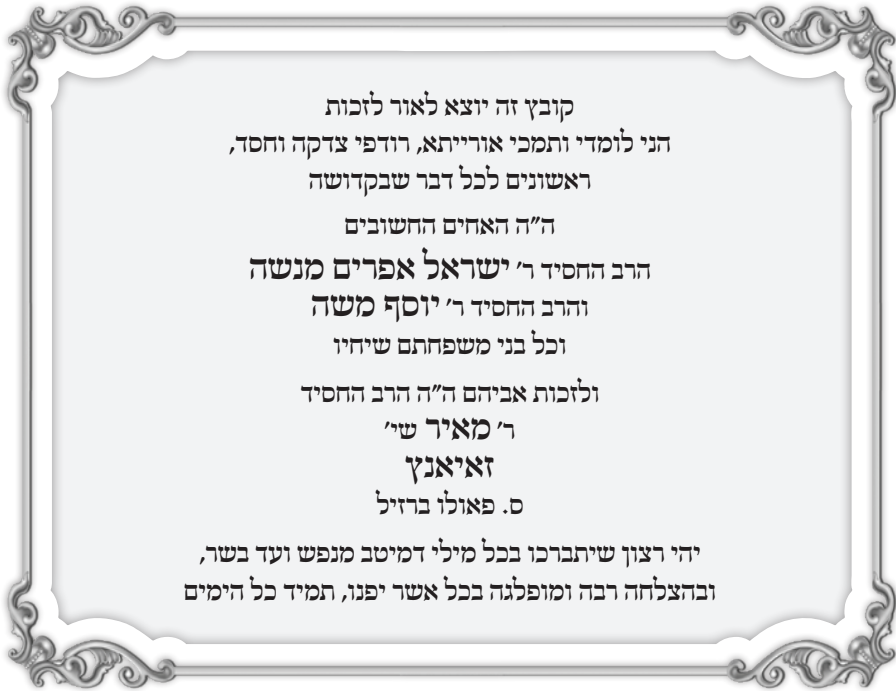 קובץ זה יוצא לאור לזכות
הני לומדי ותמכי אורייתא, רודפי צדקה וחסד,
ראשונים לכל דבר שבקדושה
ה״ה האחים החשובים
הרב החסיד ר׳ ישראל אפרים מנשה
והרב החסיד ר׳ יוסף משה
וכל בני משפחתם שיחיו
ולזכות אביהם ה״ה הרב החסיד
ר׳ מאיר שי׳
זאיאנץ
ס. פאולו ברזיל
יהי רצון שיתברכו בכל מילי דמיטב מנפש ועד בשר,
ובהצלחה רבה ומופלגה בכל אשר יפנו, תמיד כל הימים